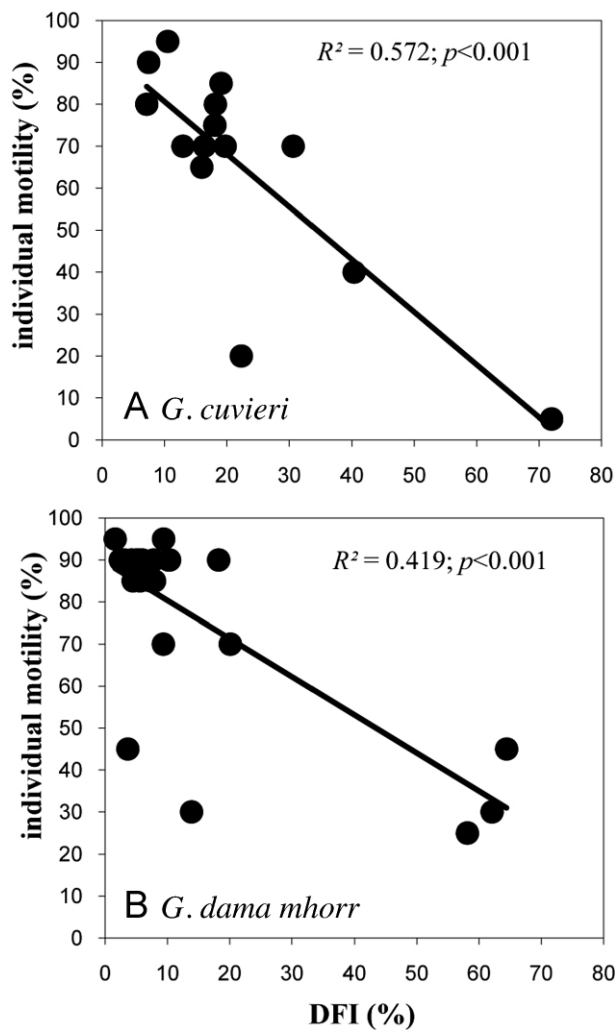 100
R² = 0.572; p<0.001
90
80
70
60
50
40
30
20
10
0
individual motility (%)
A G. cuvieri
0 10 20 30 40 50 60 70 80
100
R² = 0.419; p<0.001
90
80
70
60
50
40
30
20
10
0
individual motility (%)
B G. dama mhorr
0 10 20 30 40 50 60 70 80
DFI (%)